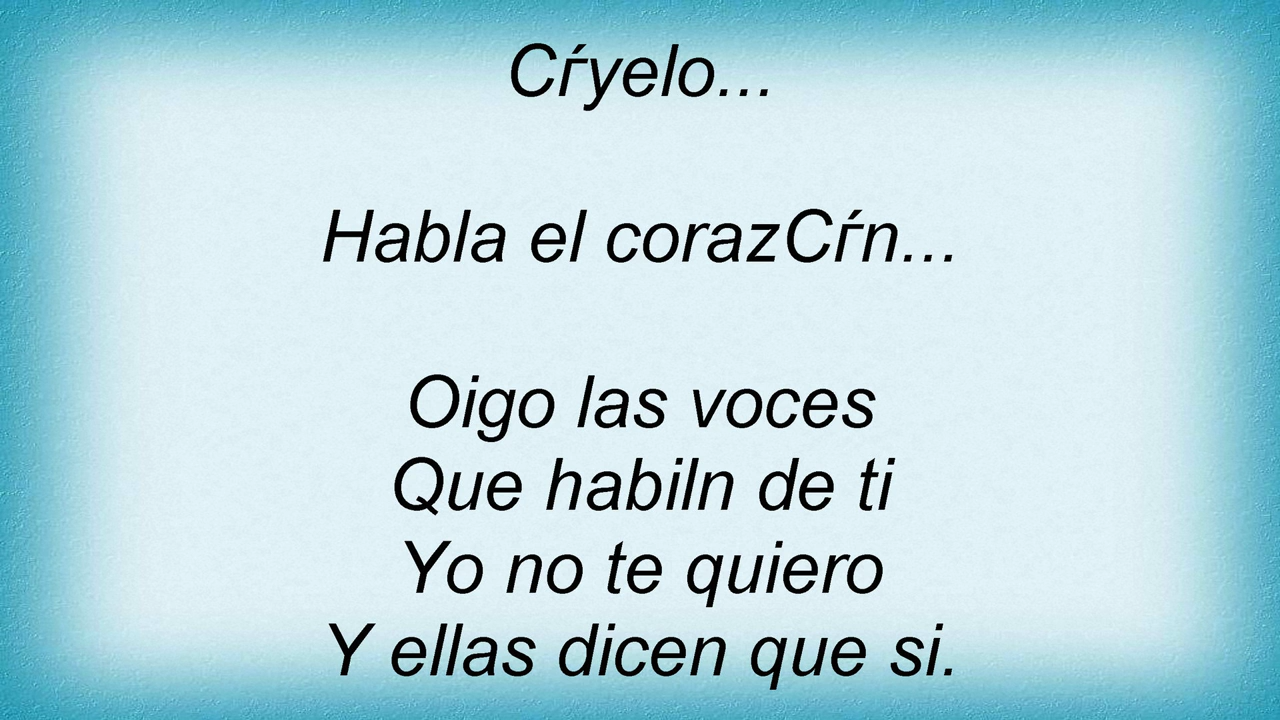 Cŕyelo...
Habla el corazCŕn...
Oigo las voces
Que habiln de ti
Yo no te quiero
Y ellas dicen que si.